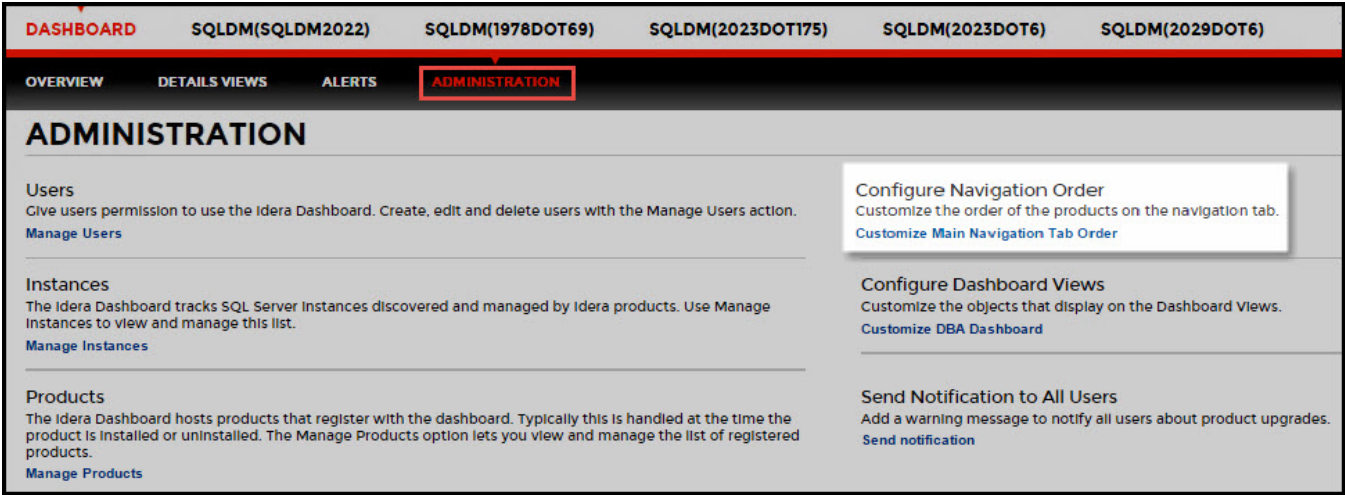 DASHBOARD SQLDM(SQLDM2022) SQLDM(1978DOT69) SQLDM(2023DOT175) SQLDM(2023DOT6) SQLDM(2029DOT6)
OVERVIEW DETAILS VIEWS ALERTS ADMINISTRATION
ADMINISTRATION
Users
Give users permission to use the Idera Dashboard. Create, edit and delete users with the Manage Users action.
Manage Users
Instances
The Idera Dashboard tracks SQL Server Instances discovered and managed by Idera products. Use Manage
Instances to view and manage this list.
Manage Instances
Products
The Idera Dashboard hosts products that register with the dashboard. Typically this is handled at the time the
product is installed or uninstalled. The Manage Products option lets you view and manage the list of registered
products.
Manage Products
Configure Navigation Order
Customize the order of the products on the navigation tab.
Customize Main Navigation Tab Order
Configure Dashboard Views
Customize the objects that display on the Dashboard Views.
Customize DBA Dashboard
Send Notification to All Users
Add a warning message to notify all users about product upgrades.
Send notification